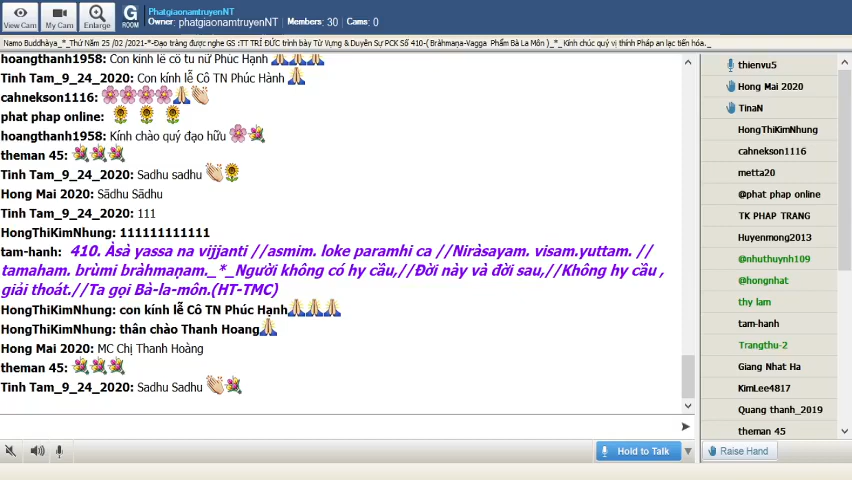 View Cam
My Cam
Enlarge
G
ROOM
PhatgiaonamtruyenNT
Owner: phatgiaonamtruyenNT Members: 30 Cams: 0
Namo Buddhàya_*_Thứ Năm 25 /02 /2021-*-Đạo tràng được nghe GS :TT TRÍ ĐỨC trình bày Từ Vựng & Duyên Sự PCK Số 410-( Bràhmaṇa-Vagga Phẩm Bà La Môn )_*_ Kính chúc quý vị thính Pháp an lạc tiến hóa._
hoangthanh1958: Con kính lễ cô tu nữ Phúc Hạnh
Tinh Tam_9_24_2020: Con kính lễ Cô TN Phúc Hành
cahnekson1116:
phat phap online:
hoangthanh1958: Kính chào quý đạo hữu
theman 45:
Tinh Tam_9_24_2020: Sadhu sadhu
Hong Mai 2020: Sādhu Sādhu
Tinh Tam_9_24_2020: 111
HongThiKimNhung: 111111111111
tam-hanh: 410. Àsà yassa na vijjanti //asmim. loke paramhi ca //Niràsayam. visam.yuttam. //
tamaham. brùmi bràhmaṇam._*_Người không có hy cầu,//Đời này và đời sau,//Không hy cầu ,
giải thoát.//Ta gọi Bà-la-môn.(HT-TMC)
HongThiKimNhung: con kính lễ Cô TN Phúc Hạnh
HongThiKimNhung: thân chào Thanh Hoang
Hong Mai 2020: MC Chị Thanh Hoàng
theman 45:
Tinh Tam_9_24_2020: Sadhu Sadhu
Hold to Talk
thienvu5
Hong Mai 2020
TinaN
HongThiKimNhung
cahnekson1116
metta20
@phat phap online
TK PHAP TRANG
Huyenmong2013
@nhuthuynh109
@hongnhat
thy lam
tam-hanh
Trangthu-2
Giang Nhat Ha
KimLee4817
Quang thanh_2019
theman 45
Raise Hand